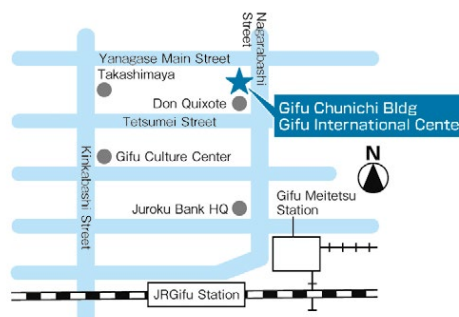 Nagarabashi
Street
Yanagase Main Street
Takashimaya
Don Quixote
Gifu Chunichi Bldg
Gifu International Cente
Tetsumei Street
Kinkabashi Street
Gifu Culture Center
N
Gifu Meitetsu
Station
Juroku Bank HQ
JRGifu Station